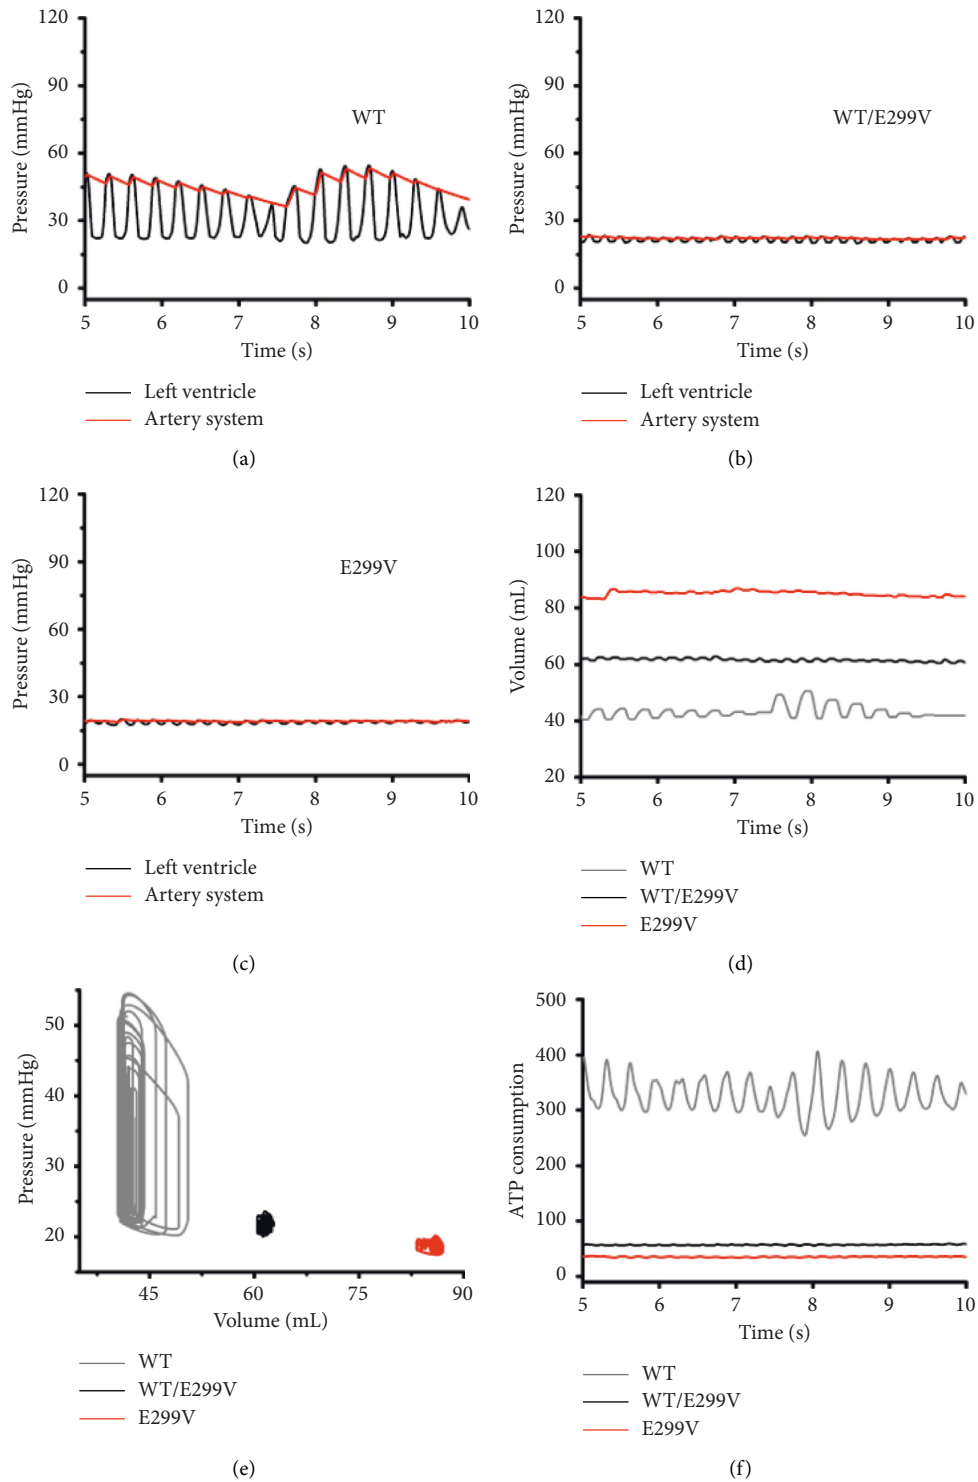 120
90
60
30
0
Pressure (mmHg)
WT
5 6 7 8 9 10
Time (s)
Left ventricle
Artery system
(a)
120
90
60
30
0
Pressure (mmHg)
WT/E299V
5 6 7 8 9 10
Time (s)
Left ventricle
Artery system
(b)
120
90
60
30
0
Pressure (mmHg)
E299V
5 6 7 8 9 10
Time (s)
Left ventricle
Artery system
(c)
120
100
80
60
40
20
Volume (mL)
5 6 7 8 9 10
Time (s)
WT
WT/E299V
E299V
(d)
50
40
30
20
Pressure (mmHg)
45 60 75 90
Volume (mL)
WT
WT/E299V
E299V
(e)
500
400
300
200
100
0
ATP consumption
5 6 7 8 9 10
Time (s)
WT
WT/E299V
E299V
(f)